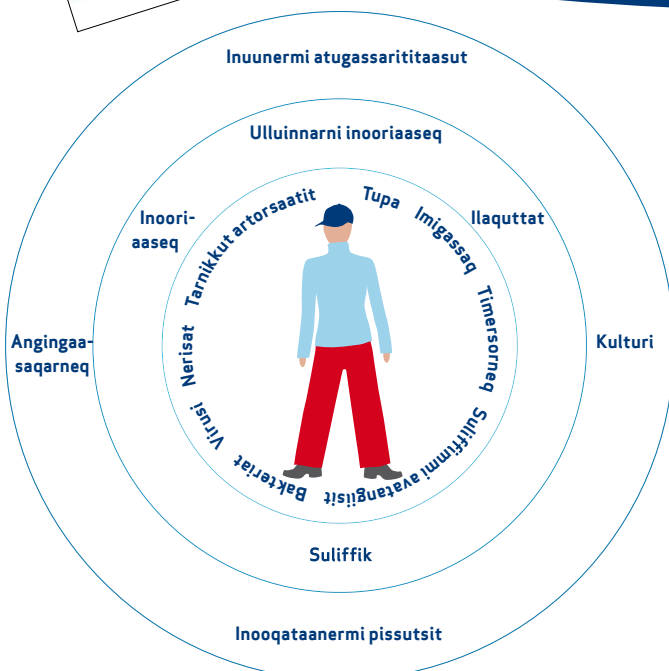 Inuunermi atugassarititaasut
Ulluinnarni inooriaaseq
Inoori-
aaseq
Ilaquttat
Tarnikkut artorsaatit
Tupa
Imigassaq
Timersorneq
Suliffimmi avatangiisit
Bakteriat
Virusi
Nerisat
Angingaa-
saqarneq
Kulturi
Suliffik
Inooqataanermi pissutsit